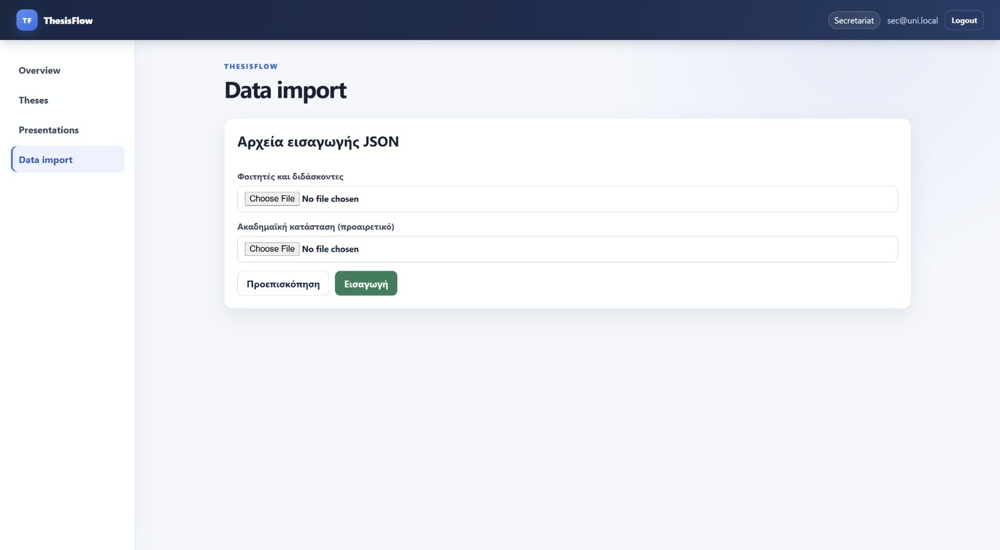 TF ThesisFlow Secretariat sec@uni.local Logout
Overview
Theses
Presentations
Data import
THESISFLOW
Data import
Αρχεία εισαγωγής JSON
Φοιτητές και διδάσκοντες
Choose File No file chosen
Ακαδημαϊκή κατάσταση (προαιρετικό)
Choose File No file chosen
Προεπισκόπηση Εισαγωγή